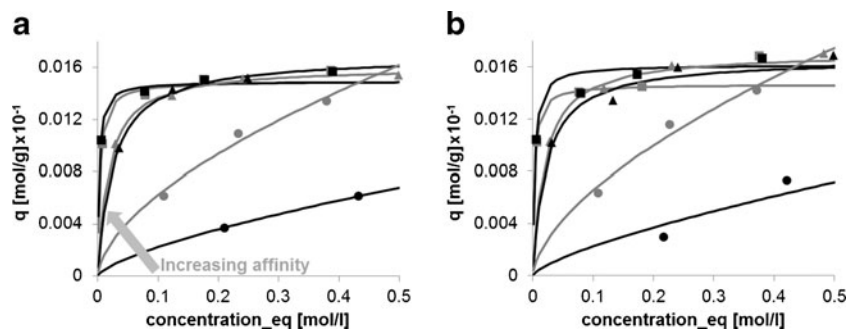 a
b
q [mol/g]x10⁻¹
0.016
0.012
0.008
0.004
0
Increasing affinity
0 0.1 0.2 0.3 0.4 0.5
concentration_eq [mol/l]
q [mol/g]x10⁻¹
0.016
0.012
0.008
0.004
0
0 0.1 0.2 0.3 0.4 0.5
concentration_eq [mol/l]